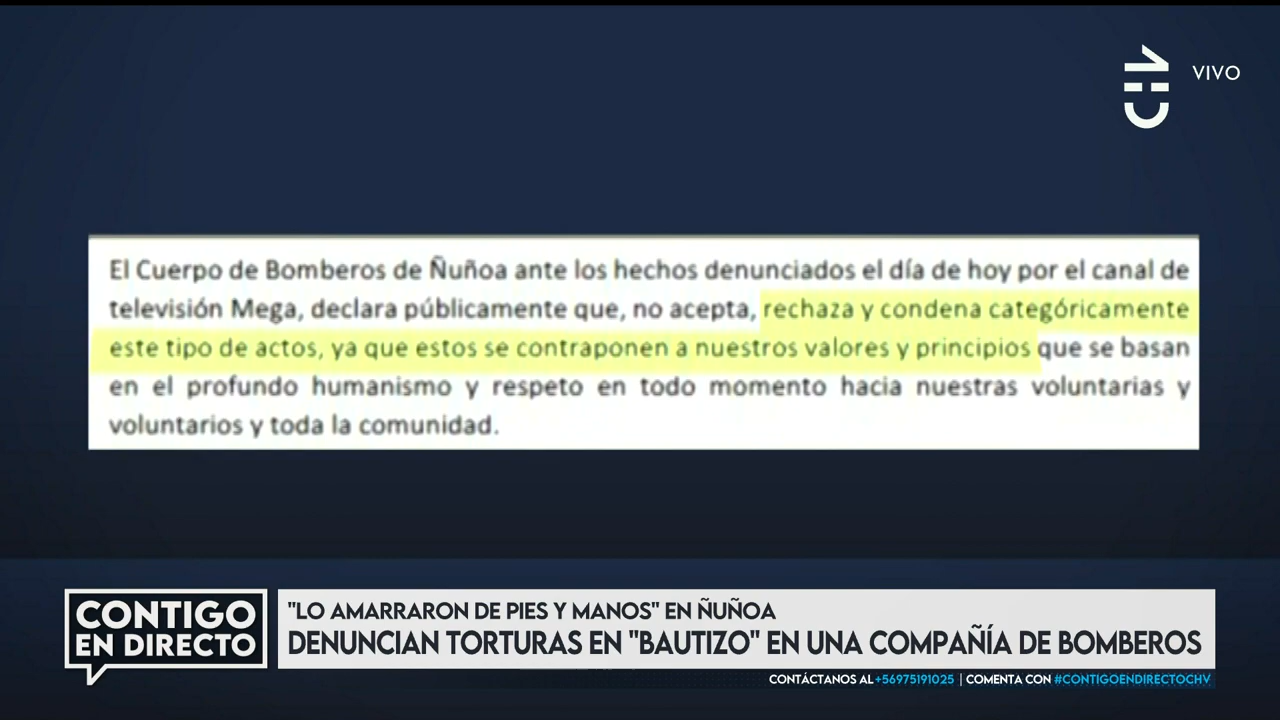 CHV
VIVO
El Cuerpo de Bomberos de Ñuñoa ante los hechos denunciados el día de hoy por el canal de
televisión Mega, declara públicamente que, no acepta, rechaza y condena categóricamente
este tipo de actos, ya que estos se contraponen a nuestros valores y principios que se basan
en el profundo humanismo y respeto en todo momento hacia nuestras voluntarias y
voluntarios y toda la comunidad.
CONTIGO
EN DIRECTO
"LO AMARRARON DE PIES Y MANOS" EN ÑUÑOA
DENUNCIAN TORTURAS EN "BAUTIZO" EN UNA COMPAÑÍA DE BOMBEROS
CONTÁCTANOS AL +56975191025 | COMENTA CON #CONTIGOENDIRECTOCHV